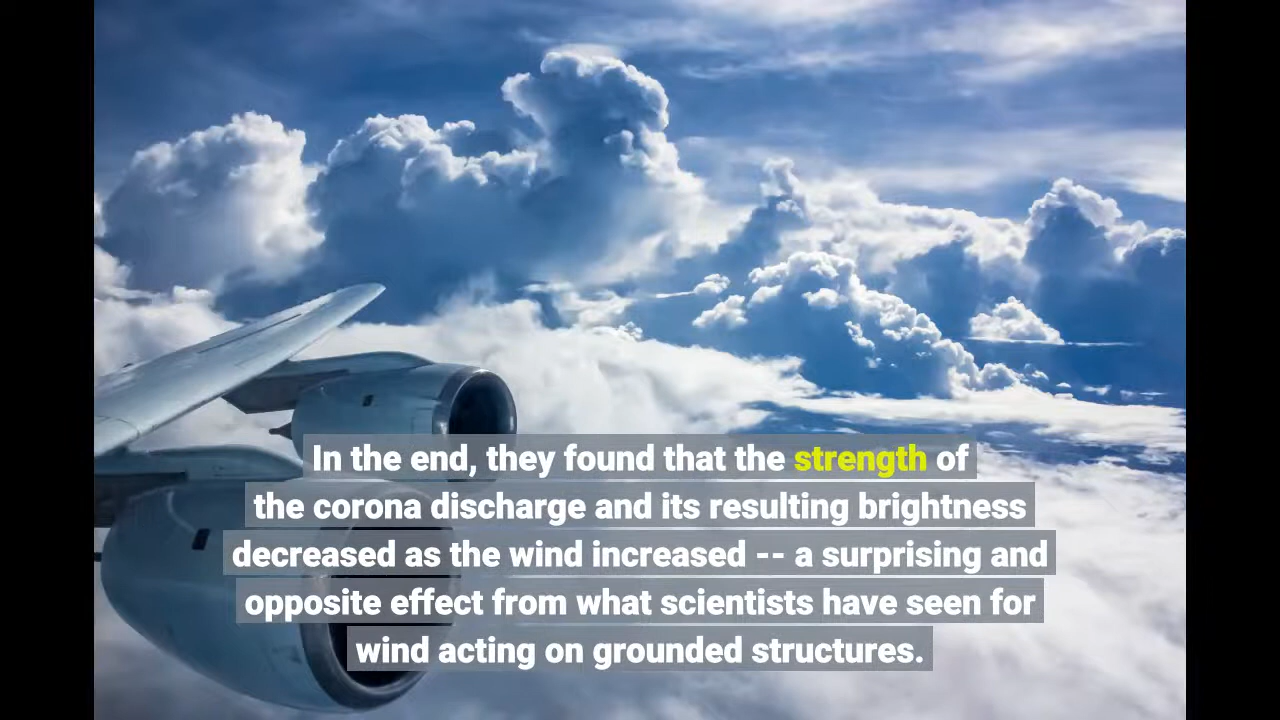 In the end, they found that the strength of
the corona discharge and its resulting brightness
decreased as the wind increased -- a surprising and
opposite effect from what scientists have seen for
wind acting on grounded structures.